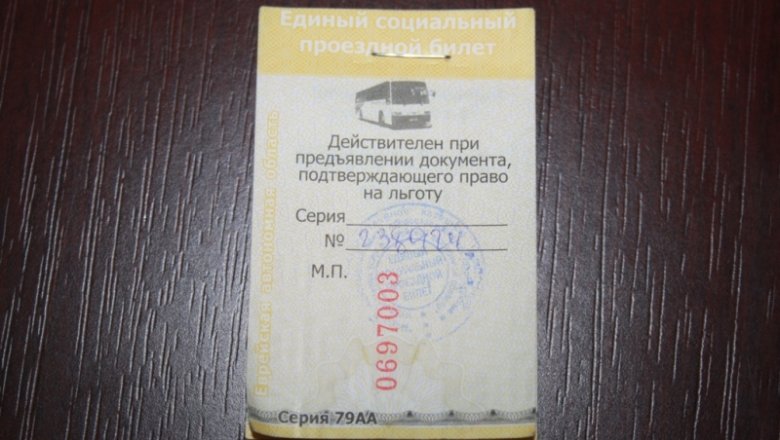 Единый социальный
проездной билет
Действителен при
предъявлении документа,
подтверждающего право
на льготу
Серия
№
М.П.
0697003
Еврейская автономная область
Серия 79АА